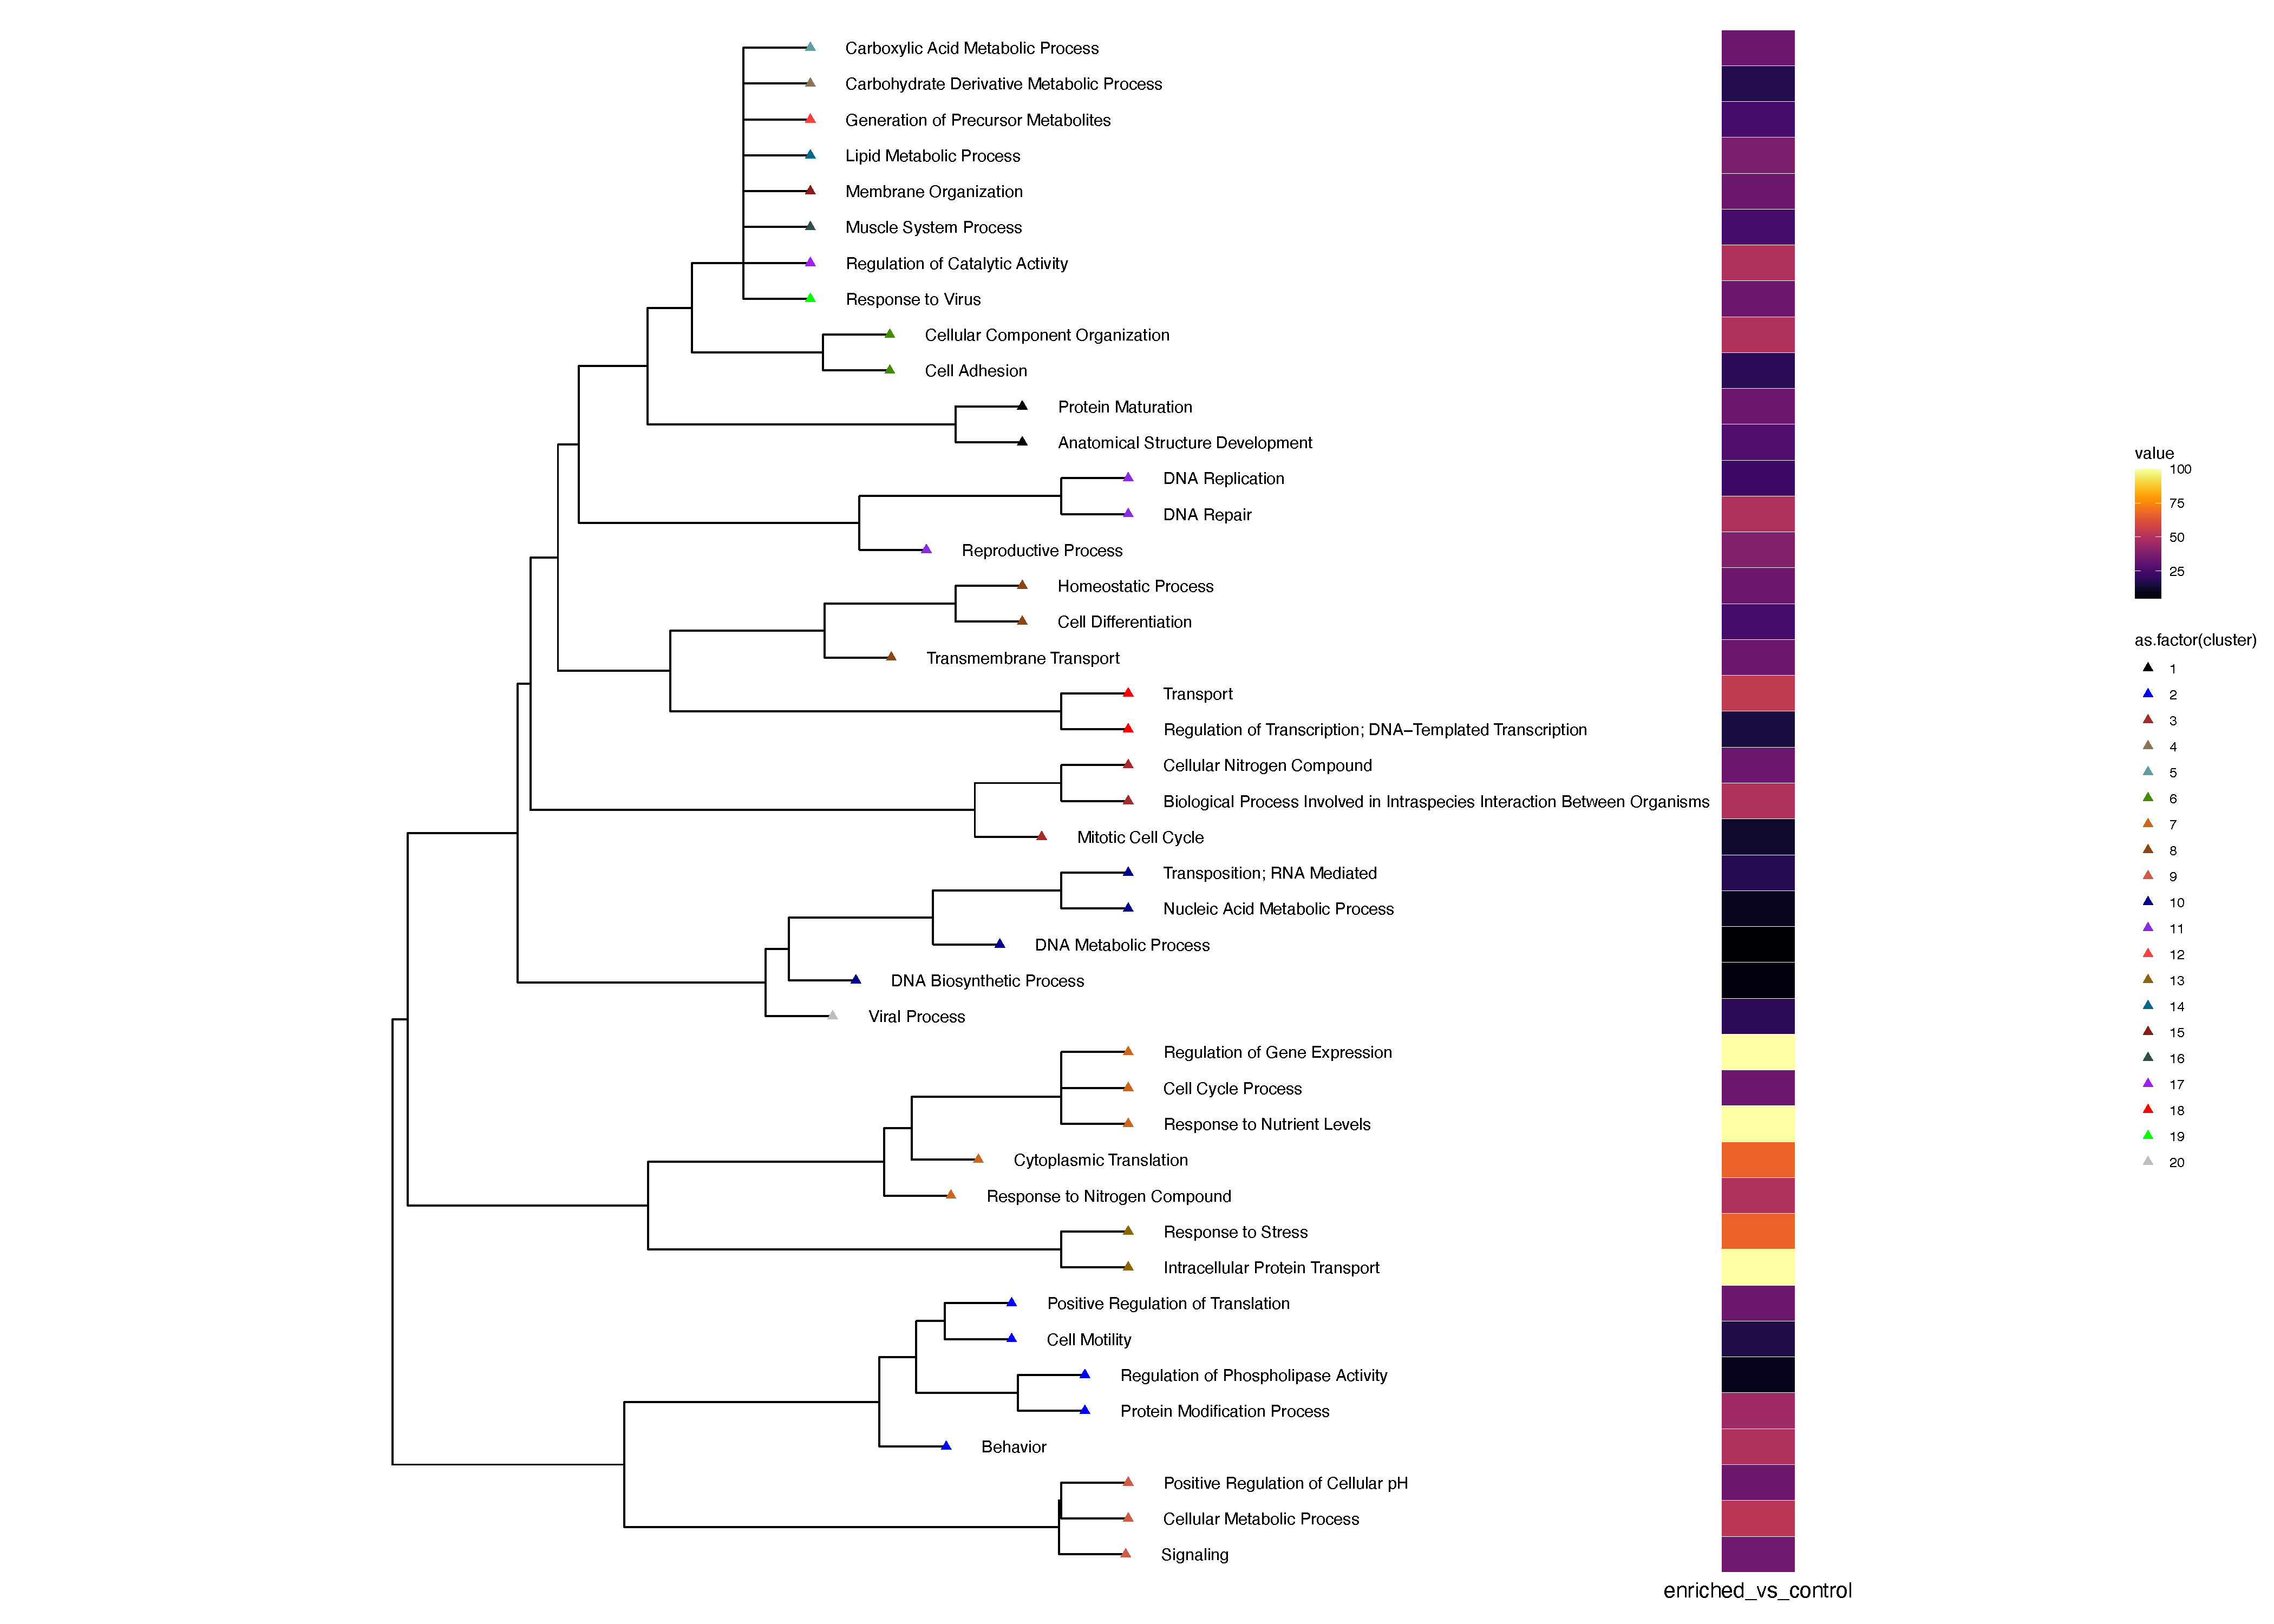 Carboxylic Acid Metabolic Process
Carbohydrate Derivative Metabolic Process
Generation of Precursor Metabolites
Lipid Metabolic Process
Membrane Organization
Muscle System Process
Regulation of Catalytic Activity
Response to Virus
Cellular Component Organization
Cell Adhesion
Protein Maturation
Anatomical Structure Development
DNA Replication
DNA Repair
Reproductive Process
Homeostatic Process
Cell Differentiation
Transmembrane Transport
Transport
Regulation of Transcription; DNA−Templated Transcription
Cellular Nitrogen Compound
Biological Process Involved in Intraspecies Interaction Between Organisms
Mitotic Cell Cycle
Transposition; RNA Mediated
Nucleic Acid Metabolic Process
DNA Metabolic Process
DNA Biosynthetic Process
Viral Process
Regulation of Gene Expression
Cell Cycle Process
Response to Nutrient Levels
Cytoplasmic Translation
Response to Nitrogen Compound
Response to Stress
Intracellular Protein Transport
Positive Regulation of Translation
Cell Motility
Regulation of Phospholipase Activity
Protein Modification Process
Behavior
Positive Regulation of Cellular pH
Cellular Metabolic Process
Signaling
enriched_vs_control
value
100
75
50
25
as.factor(cluster)
1
2
3
4
5
6
7
8
9
10
11
12
13
14
15
16
17
18
19
20